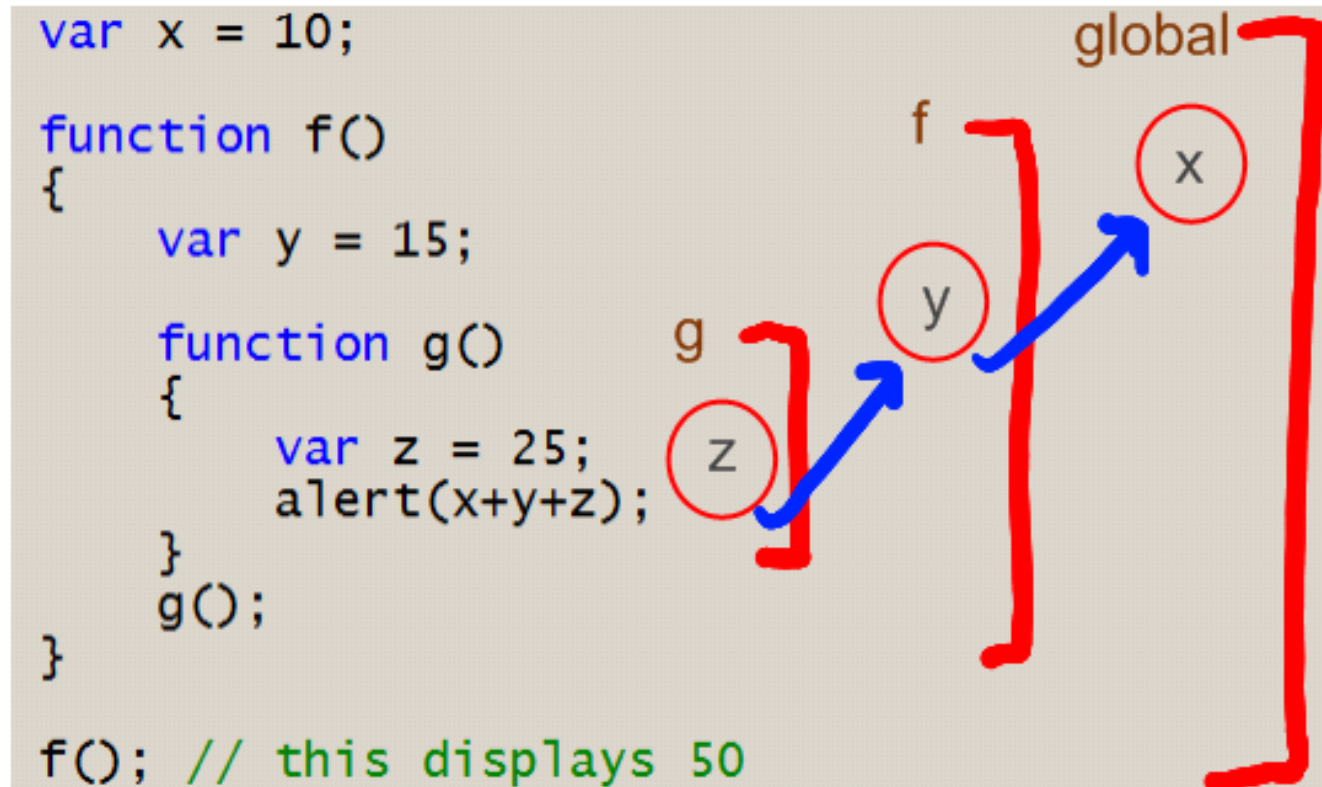 var x = 10;
global
function f()
f
{
x
var y = 15;
y
function g()
g
{
var z = 25;
z
alert(x+y+z);
}
g();
}
f(); // this displays 50